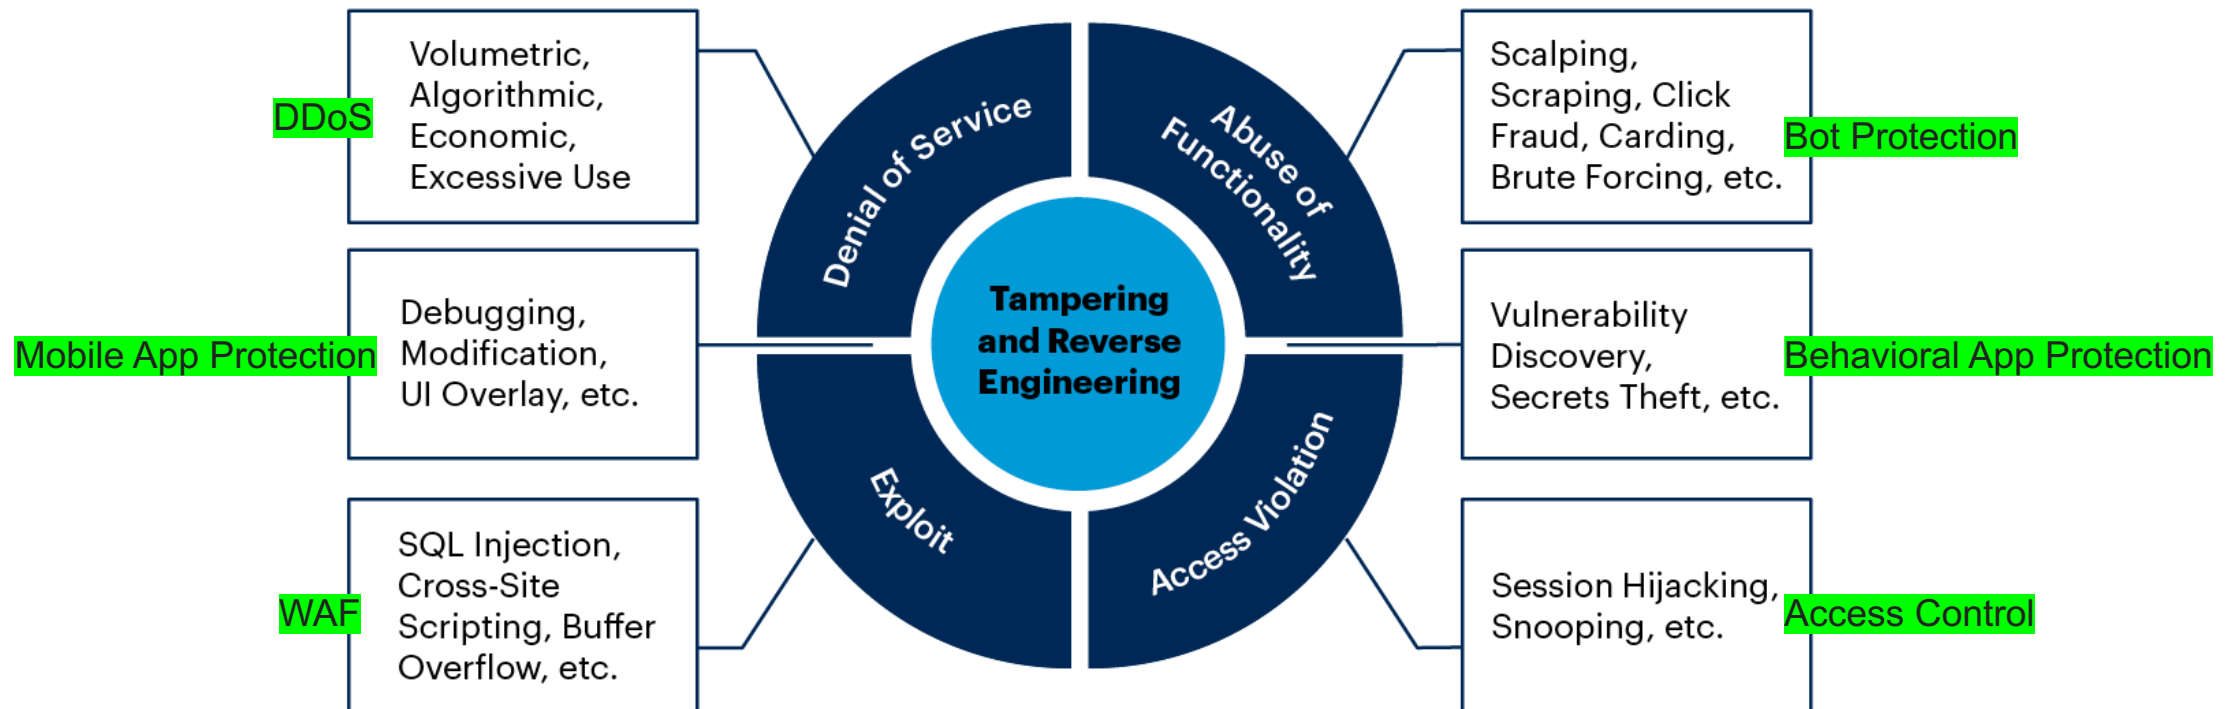 DDoS
Volumetric,
Algorithmic,
Economic,
Excessive Use
Denial of Service
Abuse of
Functionality
Scalping,
Scraping, Click
Fraud, Carding,
Brute Forcing, etc.
Bot Protection
Mobile App Protection
Debugging,
Modification,
UI Overlay, etc.
Tampering
and Reverse
Engineering
Vulnerability
Discovery,
Secrets Theft, etc.
Behavioral App Protection
WAF
SQL Injection,
Cross-Site
Scripting, Buffer
Overflow, etc.
Exploit
Access Violation
Session Hijacking,
Snooping, etc.
Access Control